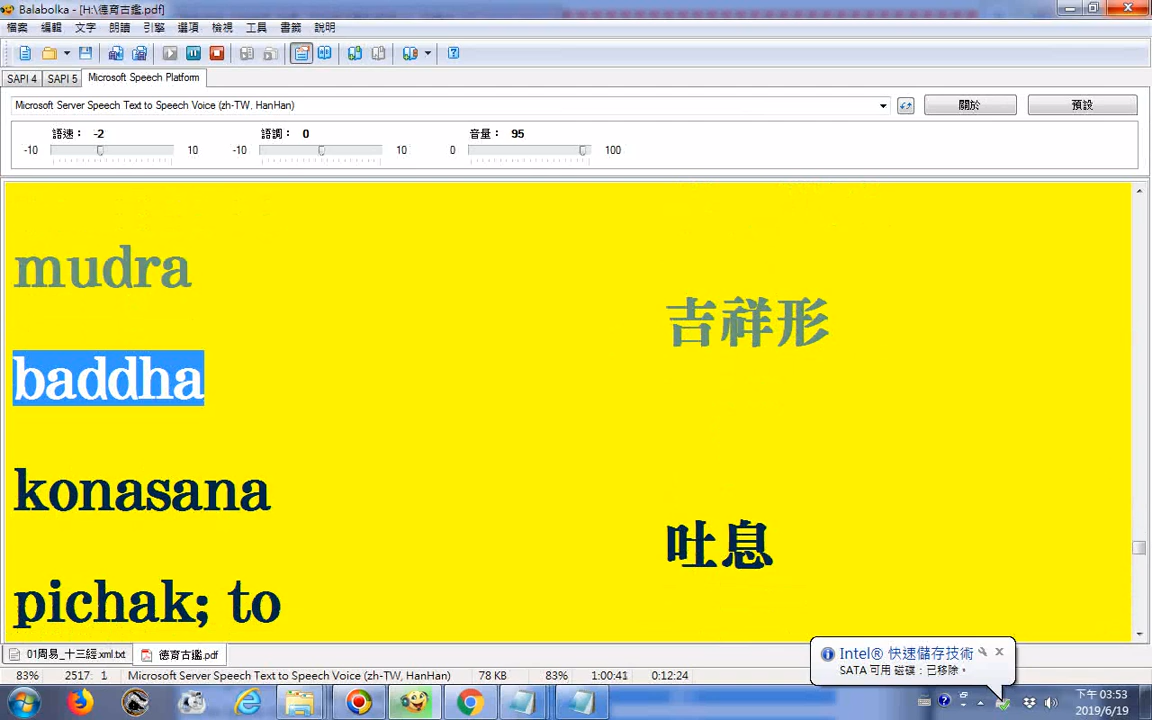 Balabolka - [H:\德育古鑑.pdf]
檔案 編輯 文字 朗讀 引擎 選項 檢視 工具 書籤 說明
SAPI 4 SAPI 5 Microsoft Speech Platform
Microsoft Server Speech Text to Speech Voice (zh-TW, HanHan) 關於 預設
語速： -2 語調： 0 音量： 95
-10 10 -10 10 0 100
mudra
吉祥形
baddha
konasana
吐息
pichak; to
01周易_十三經.xml.txt 德育古鑑.pdf
Intel® 快速儲存技術
SATA 可用 磁碟：已移除。
83% 2517: 1 Microsoft Server Speech Text to Speech Voice (zh-TW, HanHan) 78 KB 83% 1:00:41 0:12:24
下午 03:53
2019/6/19